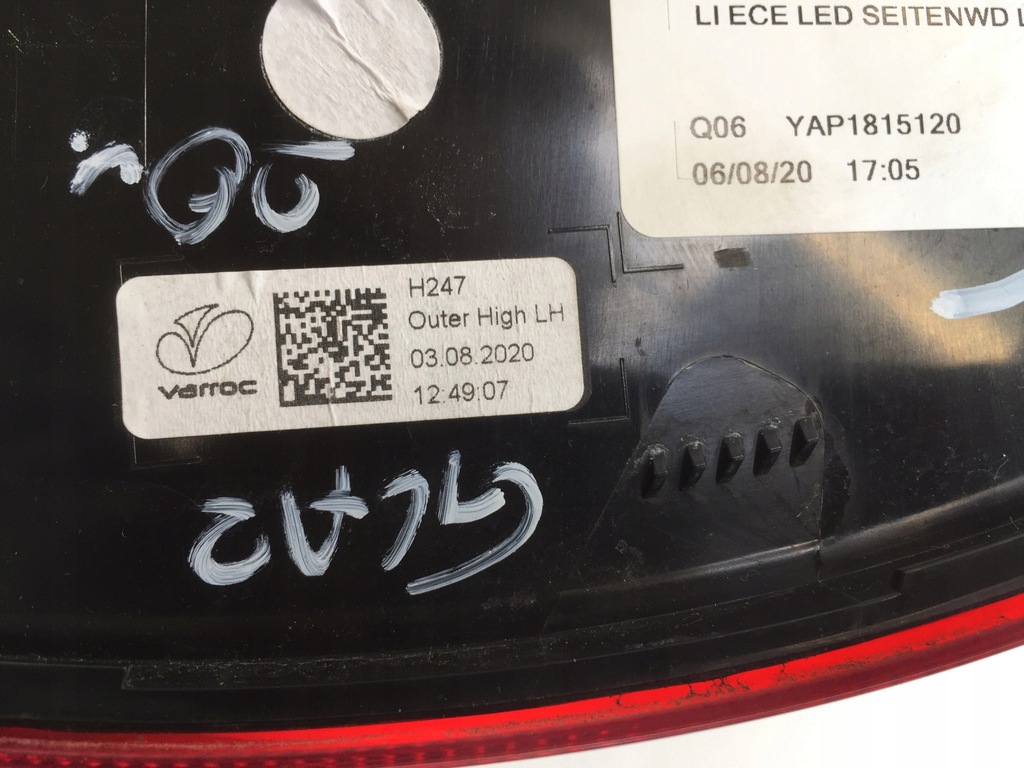 LI ECE LED SEITENWD
Q06 YAP1815120
06/08/20 17:05
varroc
H247
Outer High LH
03.08.2020
12:49:07